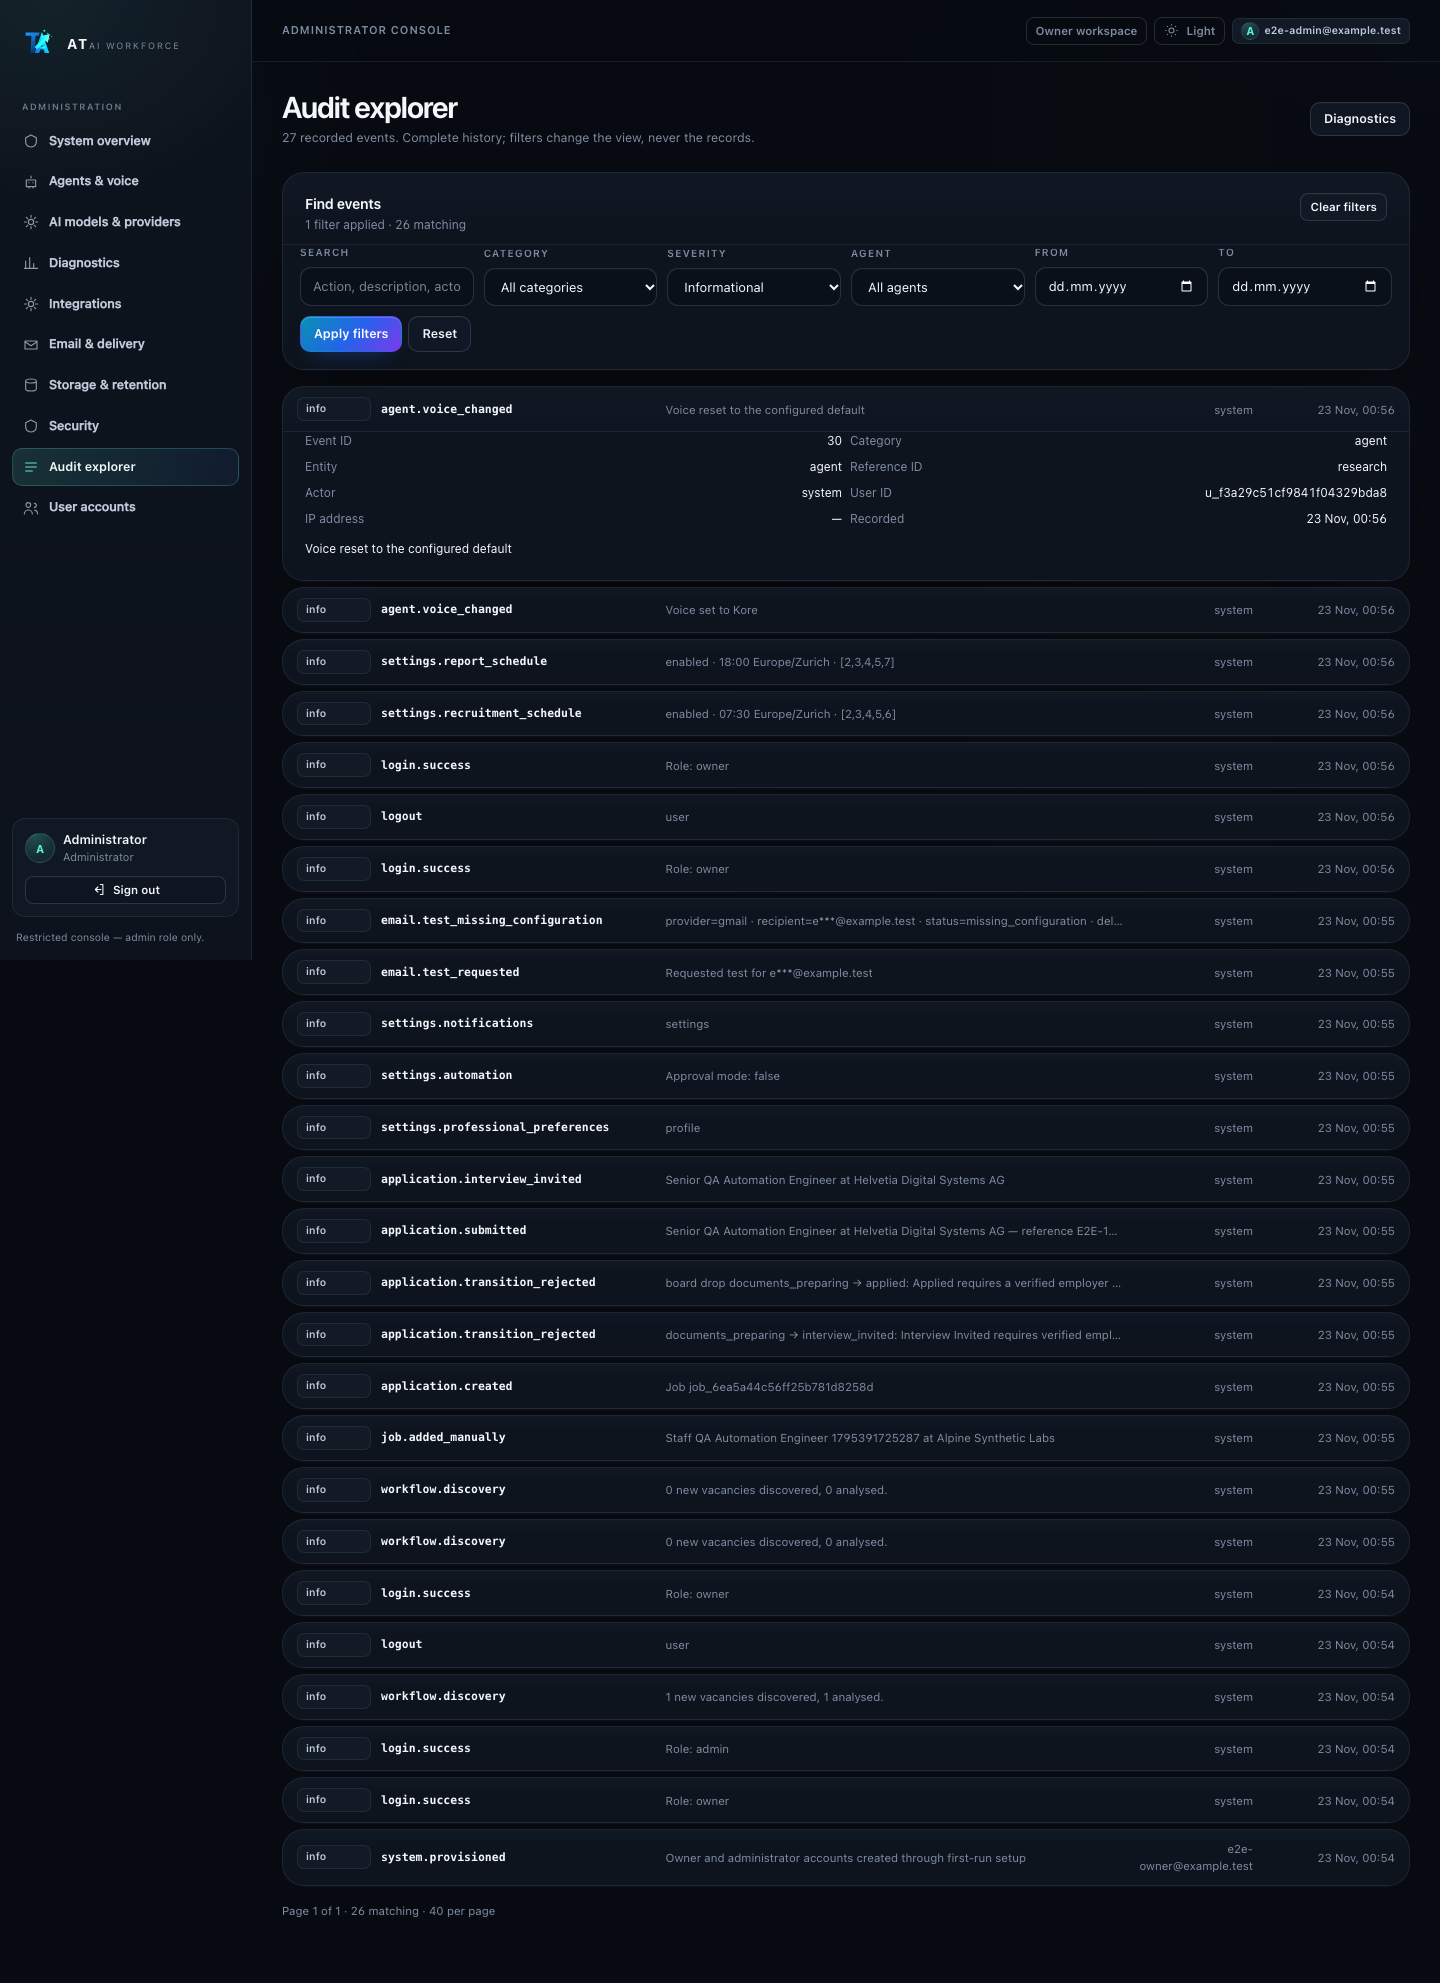 AT AI WORKFORCE
ADMINISTRATOR CONSOLE
Owner workspace
Light
A e2e-admin@example.test
ADMINISTRATION
System overview
Agents & voice
AI models & providers
Diagnostics
Integrations
Email & delivery
Storage & retention
Security
Audit explorer
User accounts
A
Administrator
Administrator
Sign out
Restricted console — admin role only.
Audit explorer
27 recorded events. Complete history; filters change the view, never the records.
Diagnostics
Find events
1 filter applied · 26 matching
Clear filters
SEARCH CATEGORY SEVERITY AGENT FROM TO
Action, description, acto All categories Informational All agents dd.mm.yyyy dd.mm.yyyy
Apply filters Reset
info agent.voice_changed Voice reset to the configured default system 23 Nov, 00:56
Event ID 30 Category agent
Entity agent Reference ID research
Actor system User ID u_f3a29c51cf9841f04329bda8
IP address — Recorded 23 Nov, 00:56
Voice reset to the configured default
info agent.voice_changed Voice set to Kore system 23 Nov, 00:56
info settings.report_schedule enabled · 18:00 Europe/Zurich · [2,3,4,5,7] system 23 Nov, 00:56
info settings.recruitment_schedule enabled · 07:30 Europe/Zurich · [2,3,4,5,6] system 23 Nov, 00:56
info login.success Role: owner system 23 Nov, 00:56
info logout user system 23 Nov, 00:56
info login.success Role: owner system 23 Nov, 00:56
info email.test_missing_configuration provider=gmail · recipient=e***@example.test · status=missing_configuration · del... system 23 Nov, 00:55
info email.test_requested Requested test for e***@example.test system 23 Nov, 00:55
info settings.notifications settings system 23 Nov, 00:55
info settings.automation Approval mode: false system 23 Nov, 00:55
info settings.professional_preferences profile system 23 Nov, 00:55
info application.interview_invited Senior QA Automation Engineer at Helvetia Digital Systems AG system 23 Nov, 00:55
info application.submitted Senior QA Automation Engineer at Helvetia Digital Systems AG — reference E2E-1... system 23 Nov, 00:55
info application.transition_rejected board drop documents_preparing → applied: Applied requires a verified employer ... system 23 Nov, 00:55
info application.transition_rejected documents_preparing → interview_invited: Interview Invited requires verified empl... system 23 Nov, 00:55
info application.created Job job_6ea5a44c56ff25b781d8258d system 23 Nov, 00:55
info job.added_manually Staff QA Automation Engineer 1795391725287 at Alpine Synthetic Labs system 23 Nov, 00:55
info workflow.discovery 0 new vacancies discovered, 0 analysed. system 23 Nov, 00:55
info workflow.discovery 0 new vacancies discovered, 0 analysed. system 23 Nov, 00:55
info login.success Role: owner system 23 Nov, 00:54
info logout user system 23 Nov, 00:54
info workflow.discovery 1 new vacancies discovered, 1 analysed. system 23 Nov, 00:54
info login.success Role: admin system 23 Nov, 00:54
info login.success Role: owner system 23 Nov, 00:54
info system.provisioned Owner and administrator accounts created through first-run setup e2e-owner@example.test 23 Nov, 00:54
Page 1 of 1 · 26 matching · 40 per page